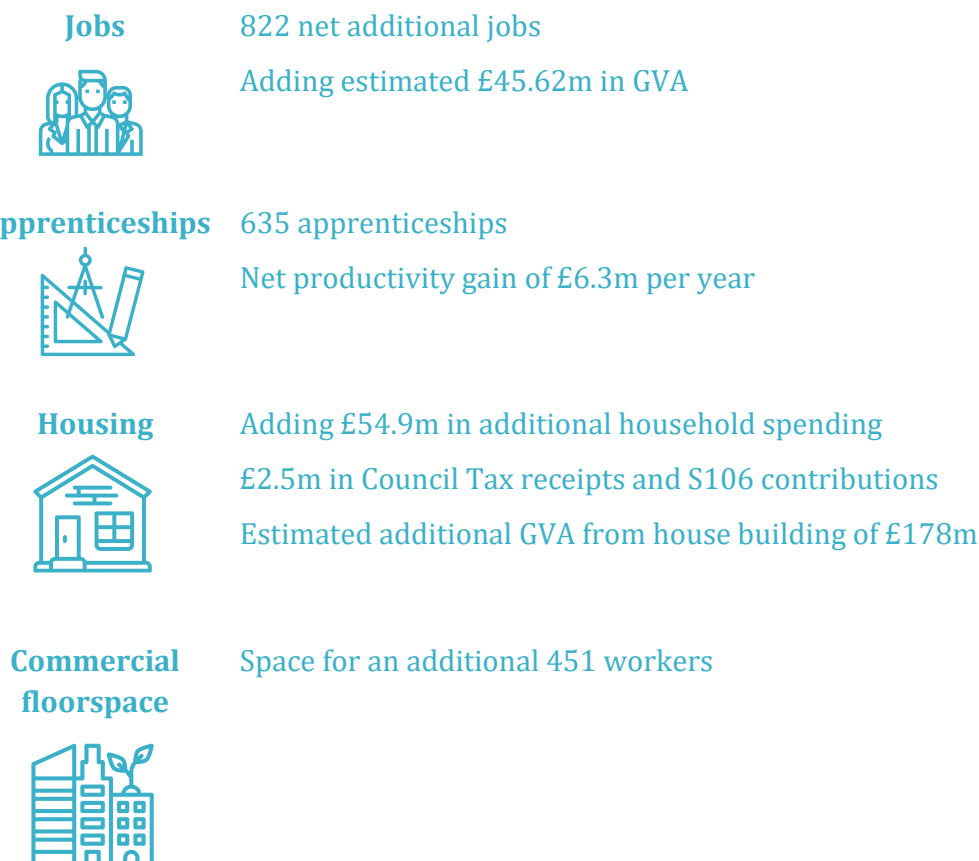 Jobs
822 net additional jobs
Adding estimated £45.62m in GVA
pprenticeships
635 apprenticeships
Net productivity gain of £6.3m per year
Housing
Adding £54.9m in additional household spending
£2.5m in Council Tax receipts and S106 contributions
Estimated additional GVA from house building of £178m
Commercial
floorspace
Space for an additional 451 workers